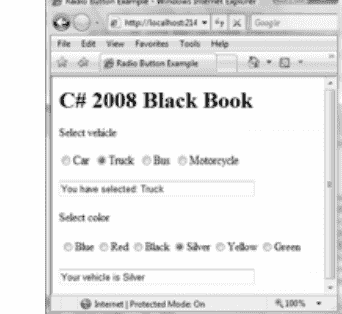 Radio Button Example - Windows Internet Explorer
http://localhost:214
Google
File Edit View Favorites Tools Help
Radio Button Example
C# 2008 Black Book
Select vehicle
Car Truck Bus Motorcycle
You have selected: Truck
Select color
Blue Red Black Silver Yellow Green
Your vehicle is Silver
Internet | Protected Mode: On 100%